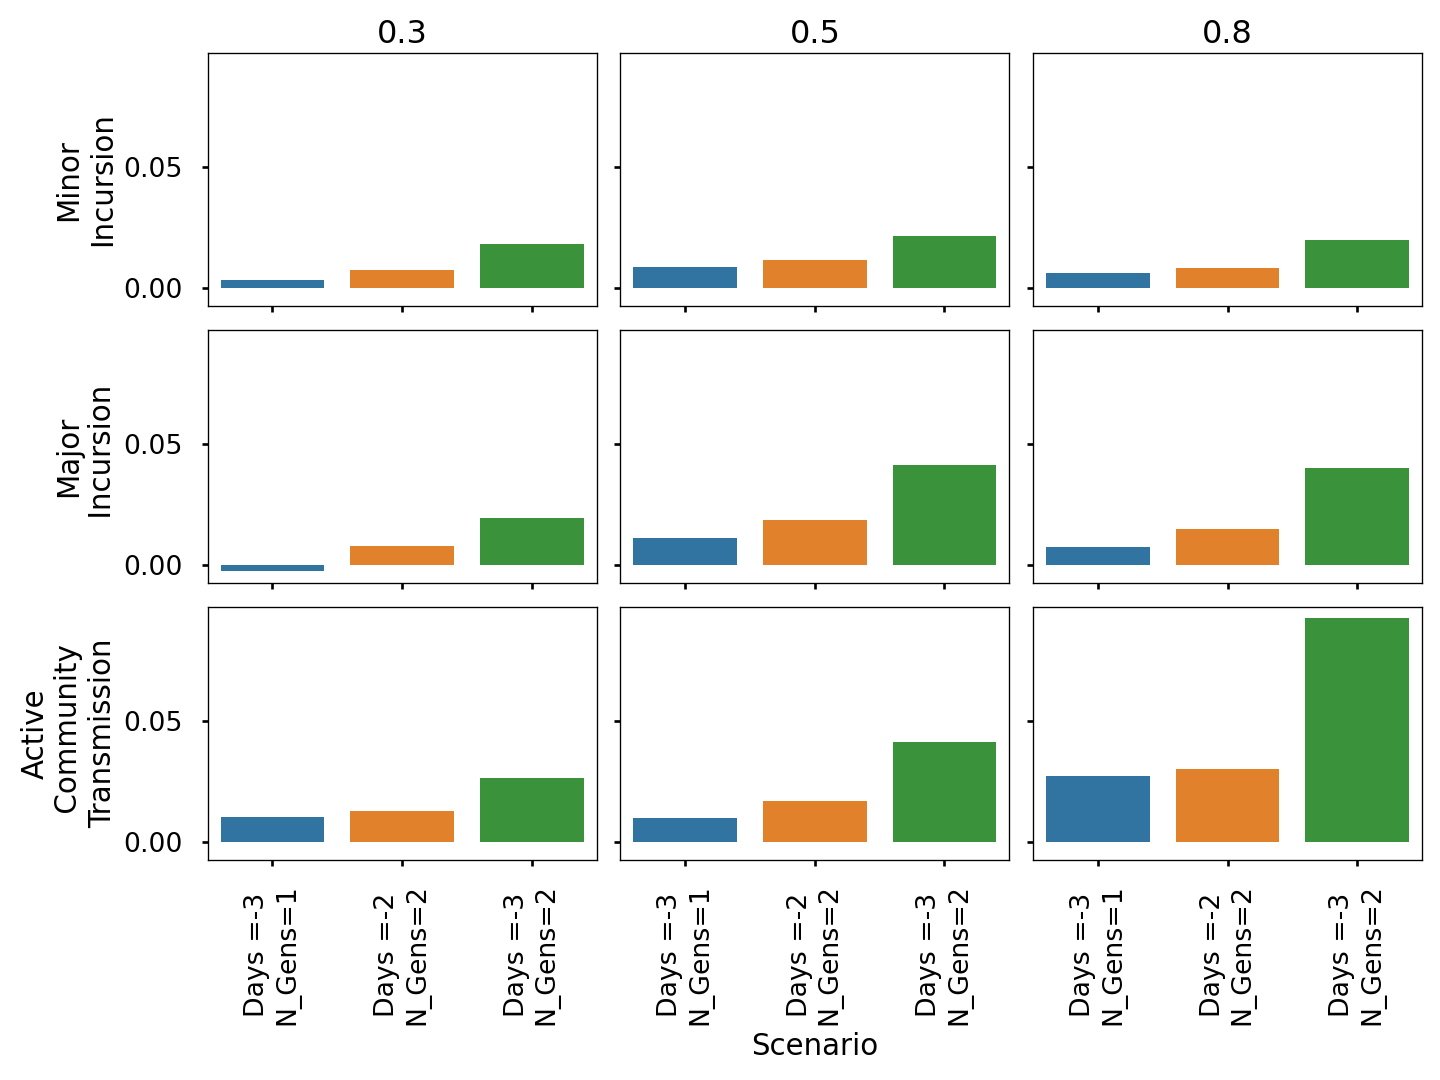 0.3
0.5
0.8
Minor
Incursion
0.05
0.00
Major
Incursion
0.05
0.00
Active
Community
Transmission
0.05
0.00
Days =-3
N_Gens=1
Days =-2
N_Gens=2
Days =-3
N_Gens=2
Days =-3
N_Gens=1
Days =-2
N_Gens=2
Days =-3
N_Gens=2
Days =-3
N_Gens=1
Days =-2
N_Gens=2
Days =-3
N_Gens=2
Scenario